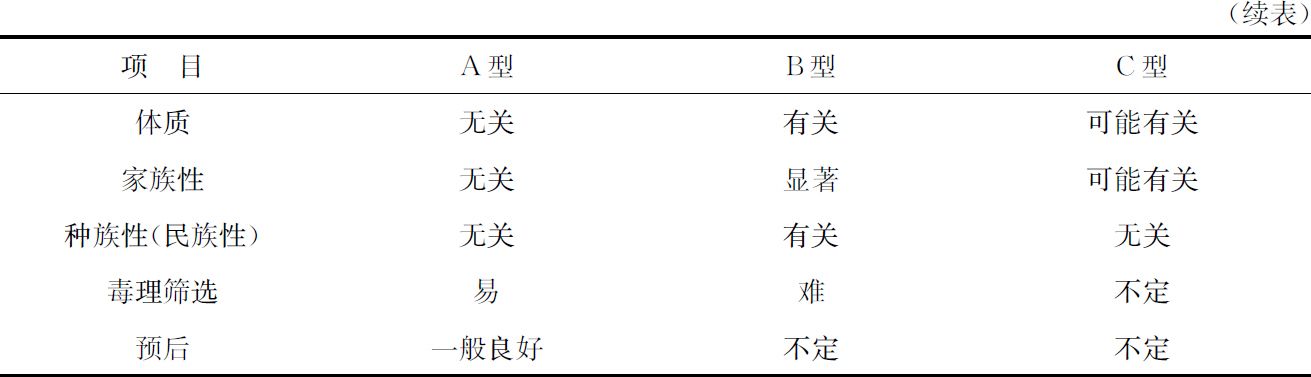 (续表)
项 目 A型 B型 C型
体质 无关 有关 可能有关
家族性 无关 显著 可能有关
种族性(民族性) 无关 有关 无关
毒理筛选 易 难 不定
预后 一般良好 不定 不定